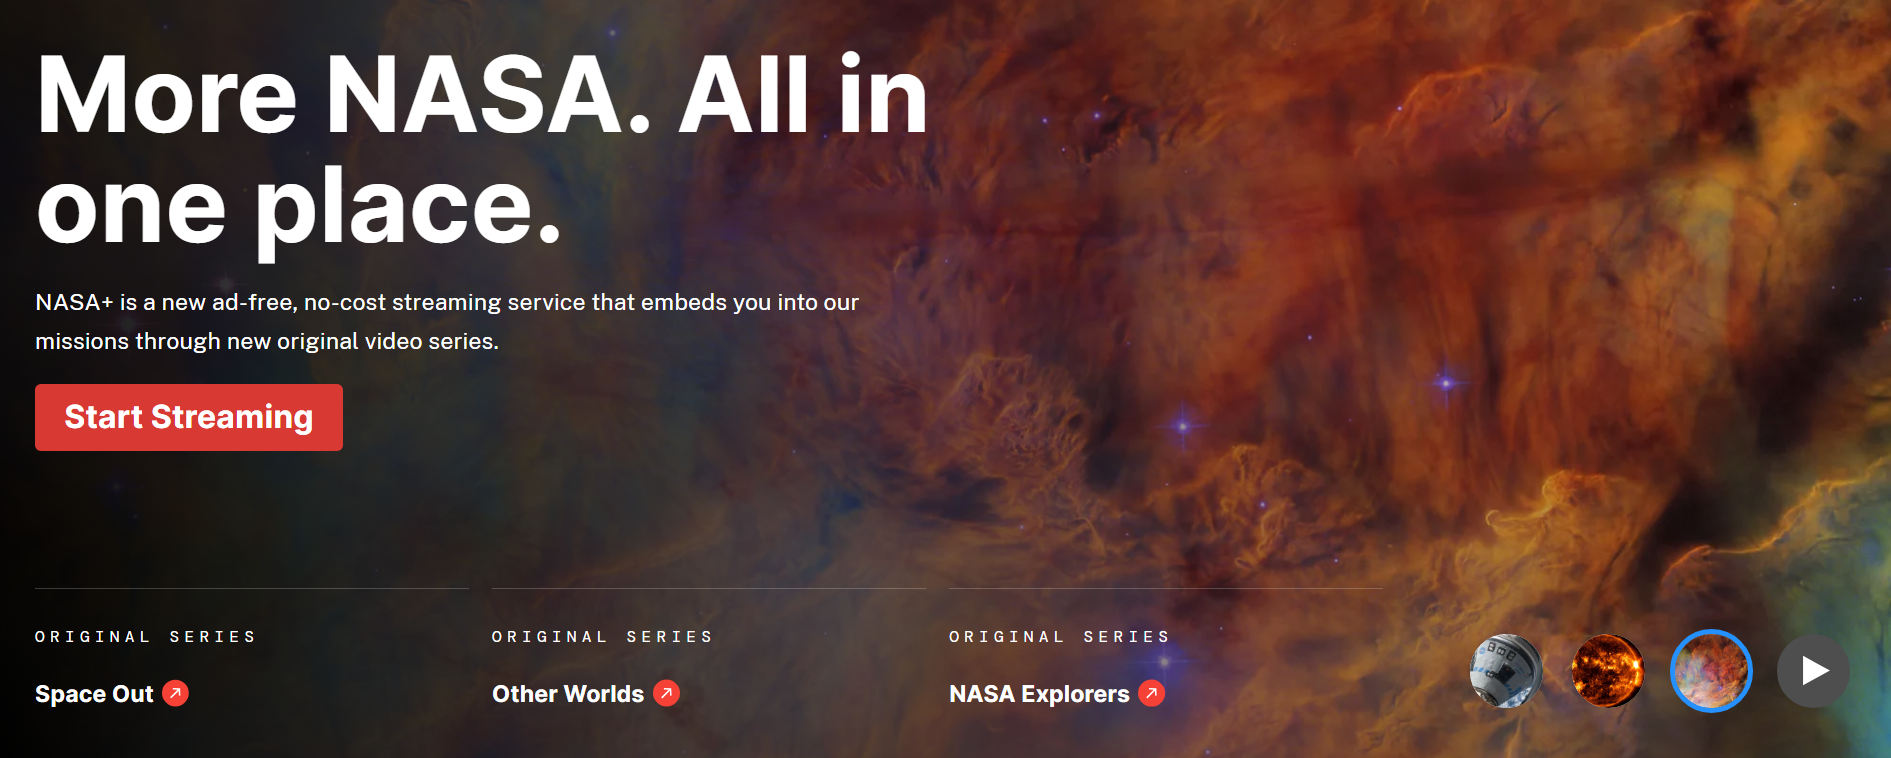 More NASA. All in
one place.
NASA+ is a new ad-free, no-cost streaming service that embeds you into our
missions through new original video series.
Start Streaming
ORIGINAL SERIES
Space Out
ORIGINAL SERIES
Other Worlds
ORIGINAL SERIES
NASA Explorers